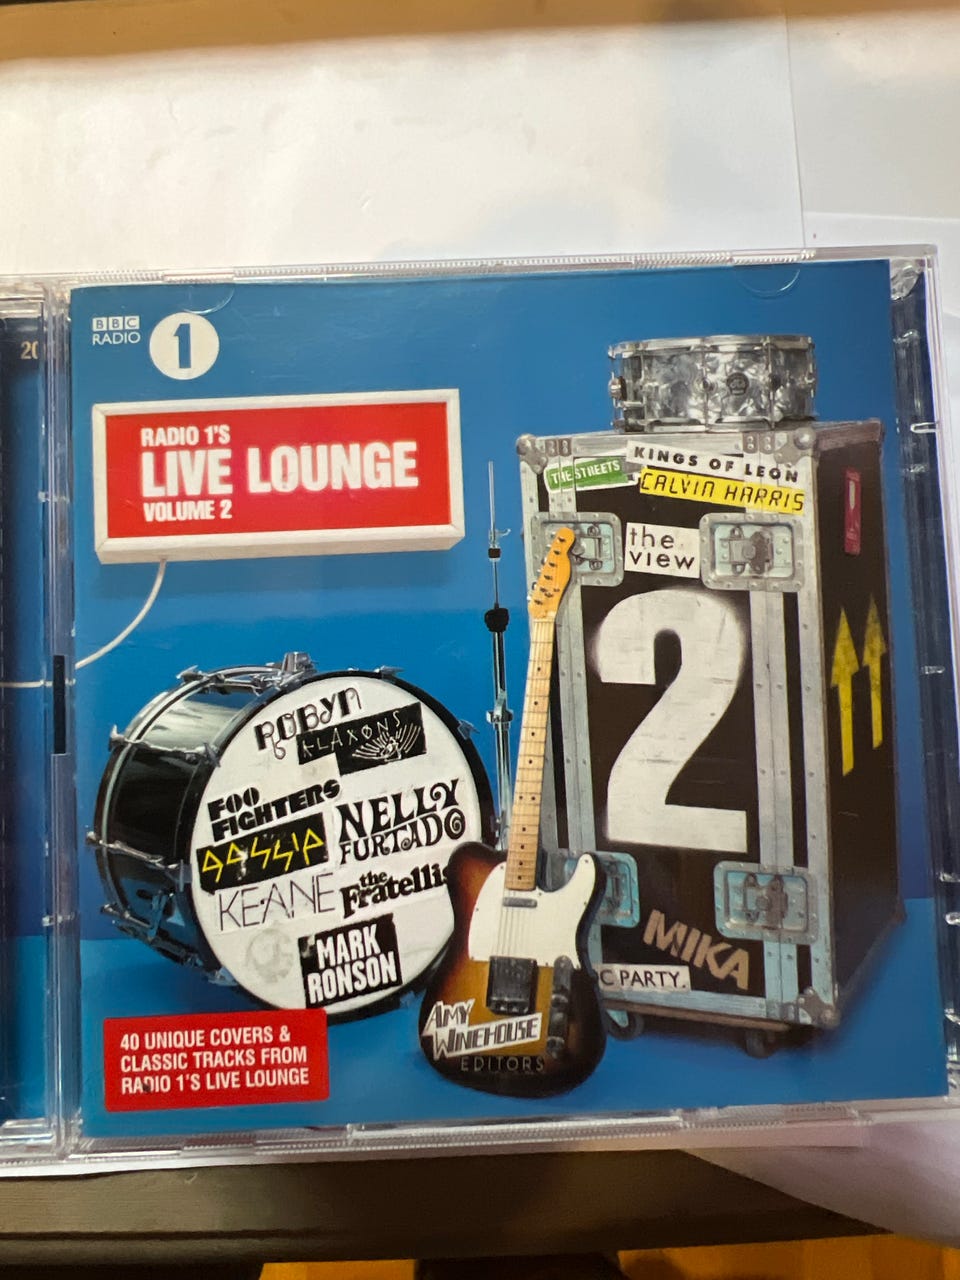 20
BBC
RADIO
1
RADIO 1'S
LIVE LOUNGE
VOLUME 2
THE STREETS
KINGS OF LEON
CALVIN HARRIS
the
view
2
ROBYN
KLAXONS
FOO
FIGHTERS
gossip
NELLY
FURTADO
KEANE
the
Fratellis
MARK
RONSON
MIKA
C PARTY.
AMY
WINEHOUSE
EDITORS
40 UNIQUE COVERS &
CLASSIC TRACKS FROM
RADIO 1'S LIVE LOUNGE